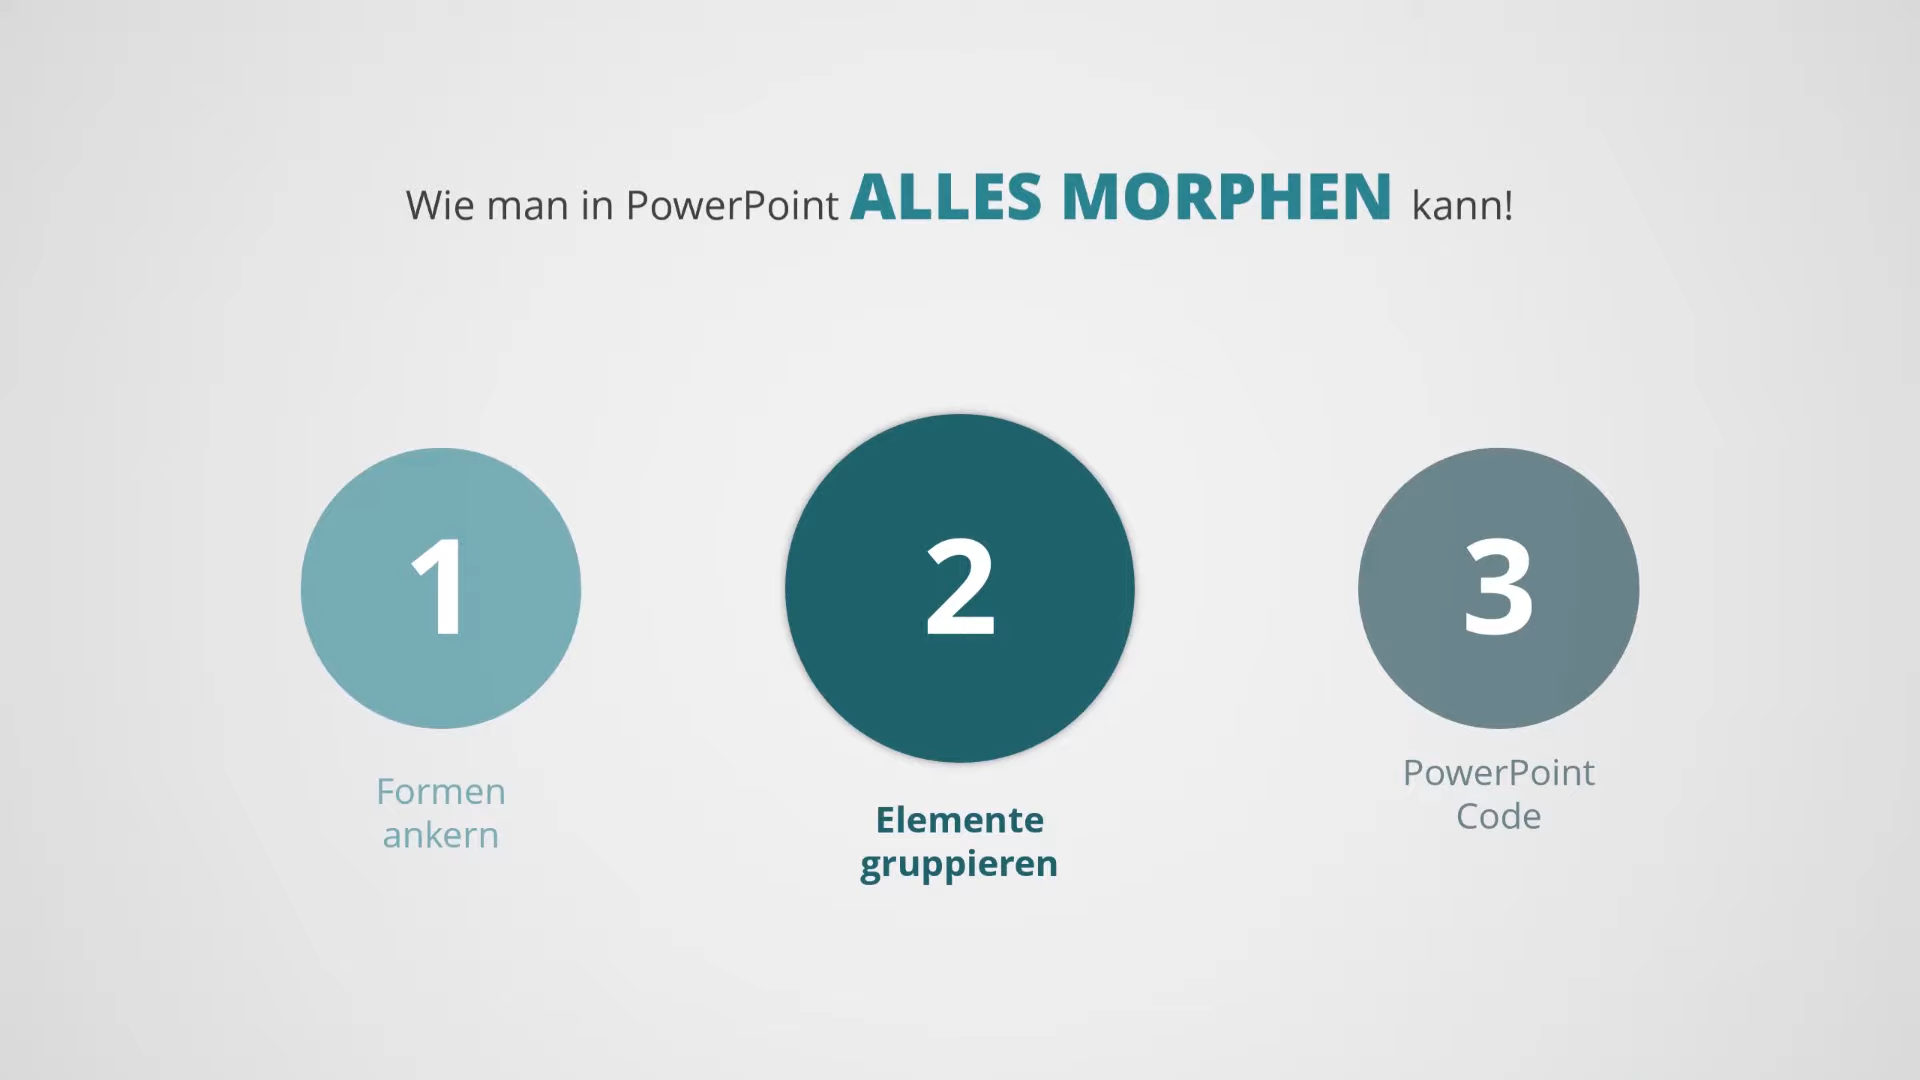 Wie man in PowerPoint ALLES MORPHEN kann!
1
Formen
ankern
2
Elemente
gruppieren
3
PowerPoint
Code